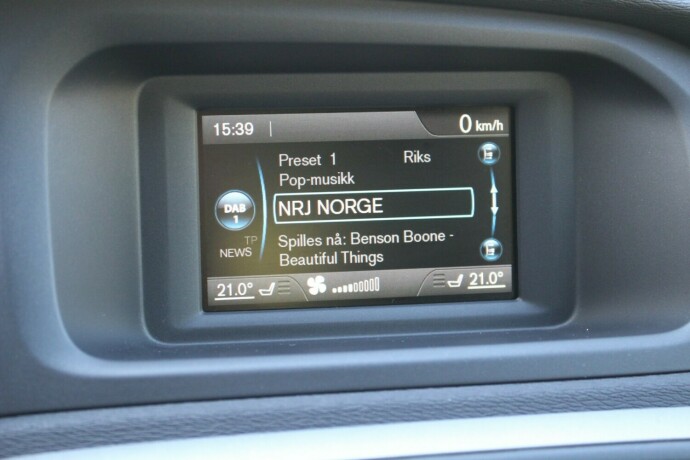 15:39
0 km/h
Preset 1 Riks
Pop-musikk
DAB
1
NRJ NORGE
TP
NEWS
Spilles nå: Benson Boone -
Beautiful Things
21.0°
21.0°